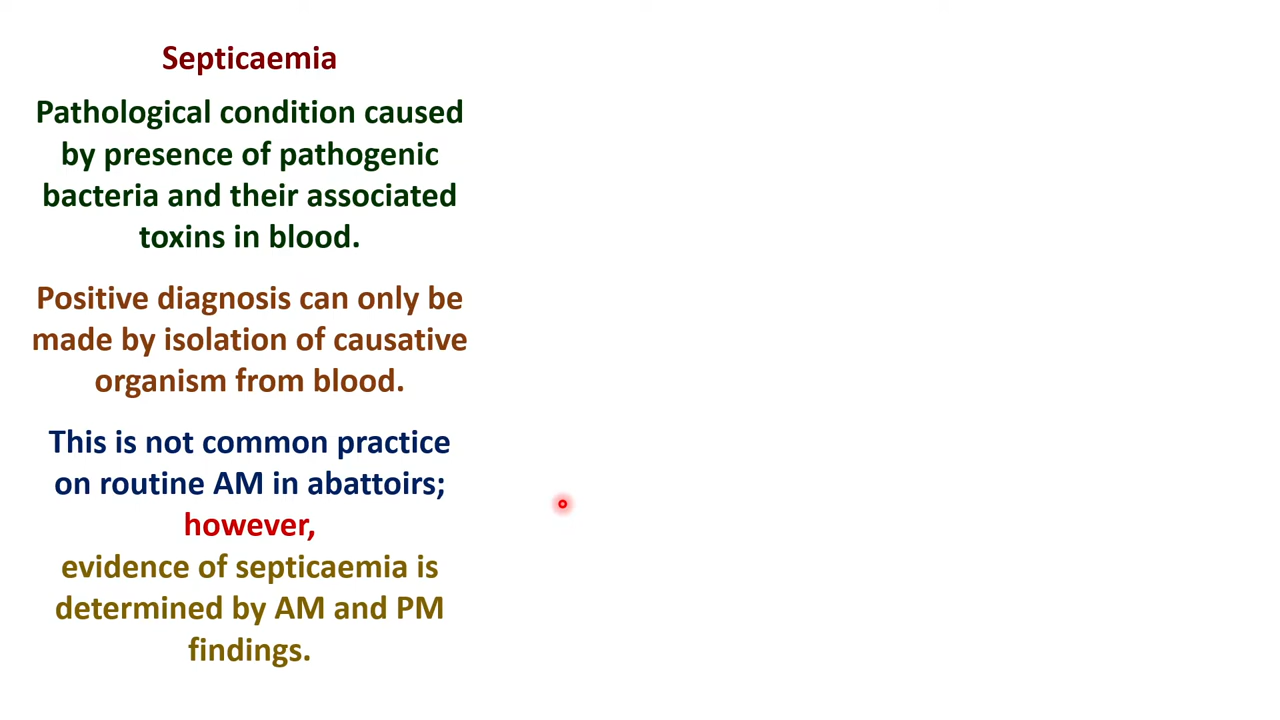 Septicaemia
Pathological condition caused
by presence of pathogenic
bacteria and their associated
toxins in blood.
Positive diagnosis can only be
made by isolation of causative
organism from blood.
This is not common practice
on routine AM in abattoirs;
however,
evidence of septicaemia is
determined by AM and PM
findings.